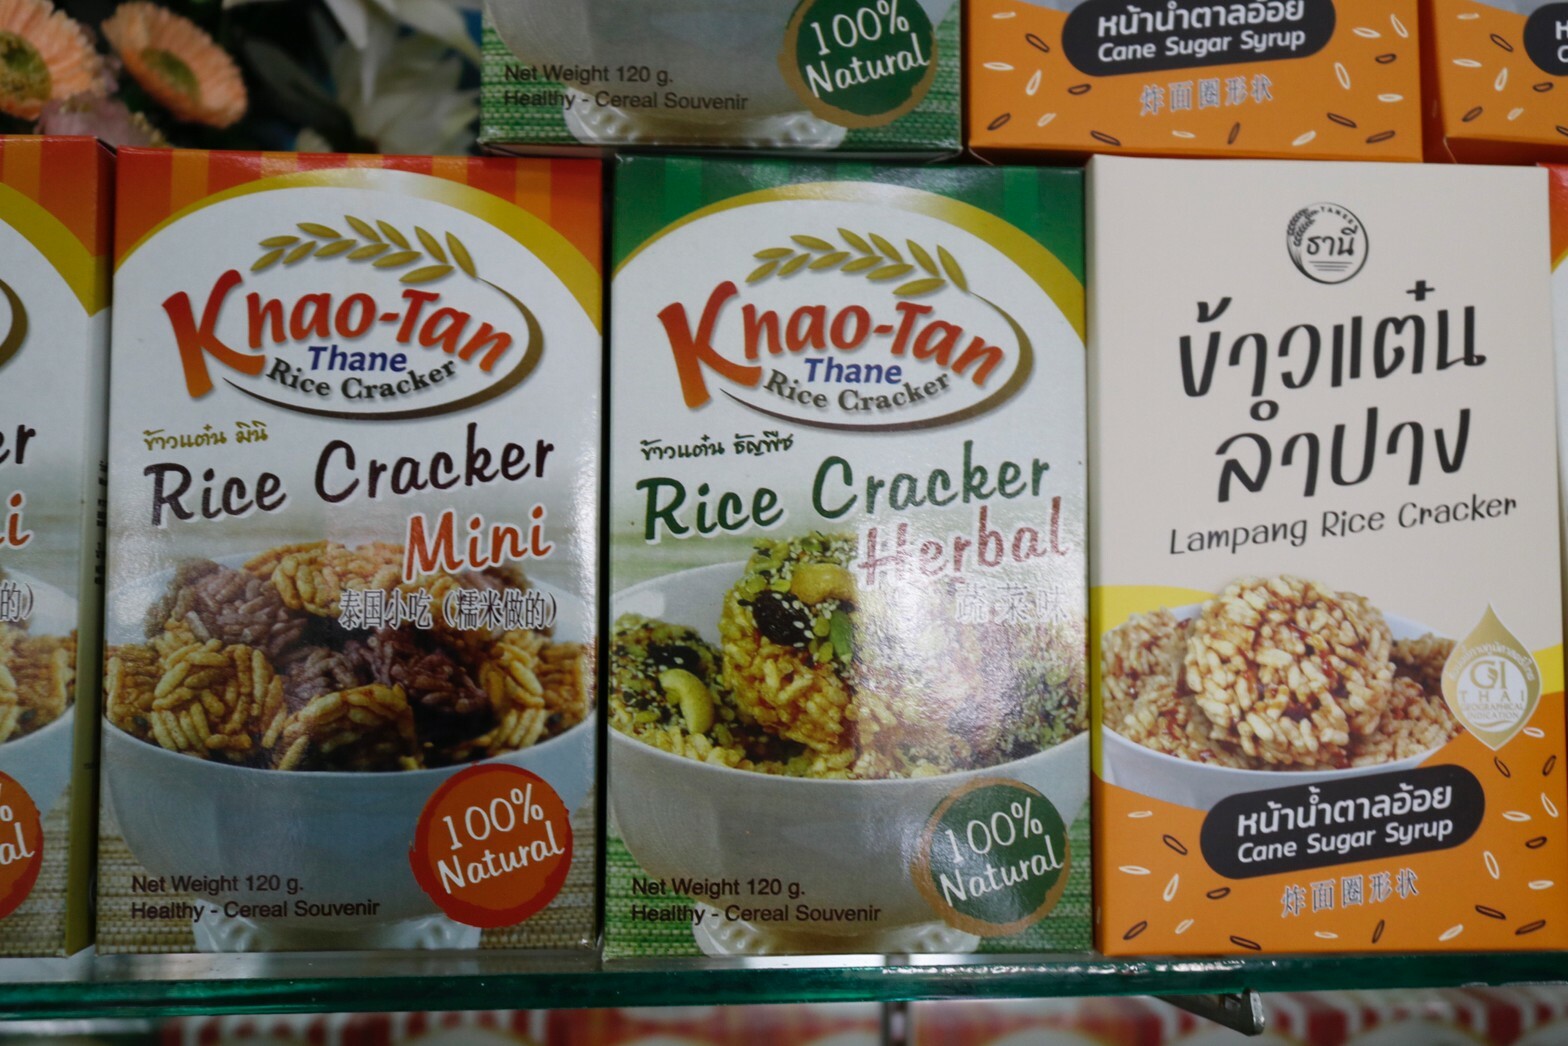 Net Weight 120 g.
Healthy - Cereal Souvenir
100%
Natural
หน้าน้ำตาลอ้อย
Cane Sugar Syrup
炸面圈形状
Khao-Tan
Thane
Rice Cracker
ข้าวแต๋น มินิ
Rice Cracker
Mini
泰国小吃（糯米做的）
100%
Natural
Net Weight 120 g.
Healthy - Cereal Souvenir
Khao-Tan
Thane
Rice Cracker
ข้าวแต๋น ธัญพืช
Rice Cracker
Herbal
蔬菜味
100%
Natural
Net Weight 120 g.
Healthy - Cereal Souvenir
TANEE
ธานี
ข้าวแต๋น
ลำปาง
Lampang Rice Cracker
GI
THAI
GEOGRAPHICAL
INDICATION
หน้าน้ำตาลอ้อย
Cane Sugar Syrup
炸面圈形状